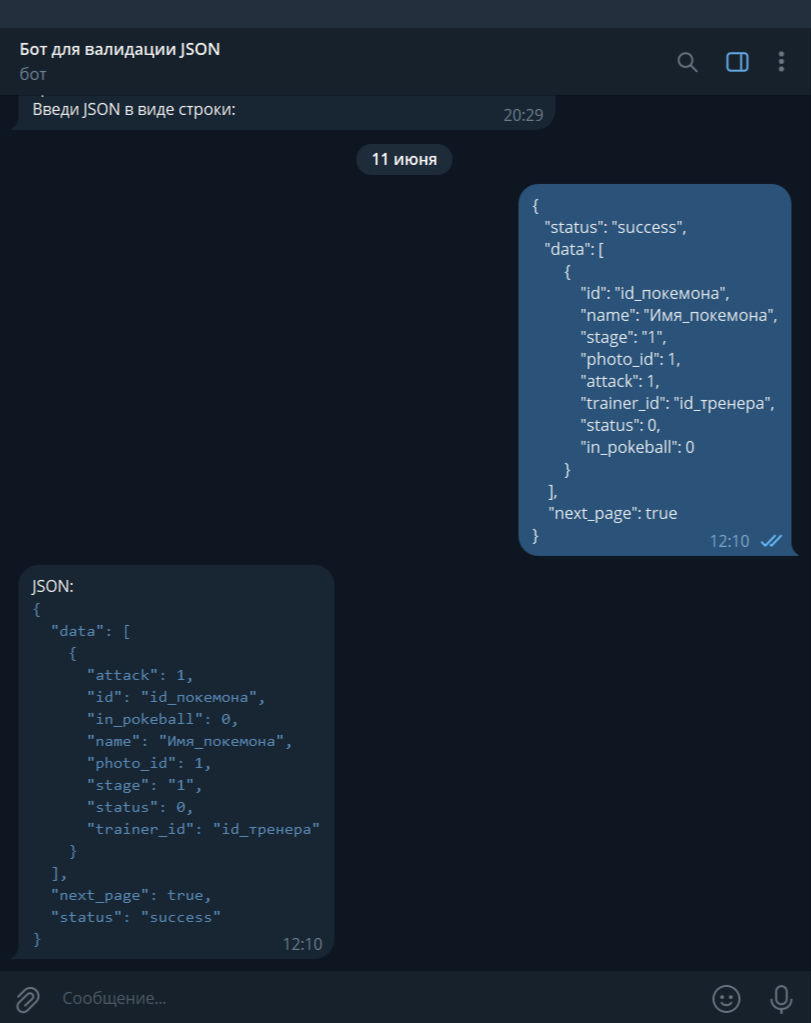 Бот для валидации JSON
бот
Введи JSON в виде строки:
20:29
11 июня
{
"status": "success",
"data": [
{
"id": "id_покемона",
"name": "Имя_покемона",
"stage": "1",
"photo_id": 1,
"attack": 1,
"trainer_id": "id_тренера",
"status": 0,
"in_pokeball": 0
}
],
"next_page": true
}
12:10
JSON:
{
"data": [
{
"attack": 1,
"id": "id_покемона",
"in_pokeball": 0,
"name": "Имя_покемона",
"photo_id": 1,
"stage": "1",
"status": 0,
"trainer_id": "id_тренера"
}
],
"next_page": true,
"status": "success"
}
12:10
Сообщение...